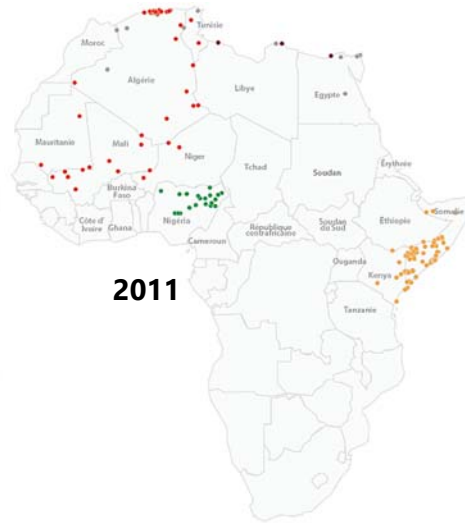 Tunisie
Maroc
Algérie
Libye
Egypte
Mauritanie
Mali
Niger
Tchad
Soudan
Érythrée
Burkina
Faso
Somalie
Côte d'
Ivoire
Ghana
Nigéria
République
centrafricaine
Soudan
du Sud
Éthiopie
Cameroun
Ouganda
Kenya
2011
Tanzanie